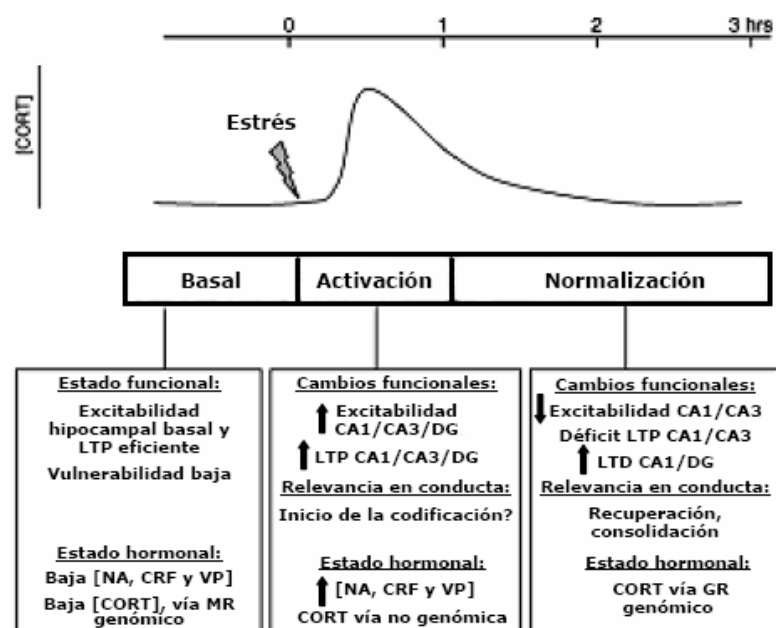 0 1 2 3 hrs
[CORT]
Estrés
Basal Activación Normalización
Estado funcional:
Excitabilidad
hipocampal basal y
LTP eficiente
Vulnerabilidad baja
Estado hormonal:
Baja [NA, CRF y VP]
Baja [CORT], vía MR
genómico
Cambios funcionales:
Excitabilidad
CA1/CA3/DG
LTP CA1/CA3/DG
Relevancia en conducta:
Inicio de la codificación?
Estado hormonal:
[NA, CRF y VP]
CORT vía no genómica
Cambios funcionales:
Excitabilidad CA1/CA3
Déficit LTP CA1/CA3
LTD CA1/DG
Relevancia en conducta:
Recuperación,
consolidación
Estado hormonal:
CORT vía GR
genómico